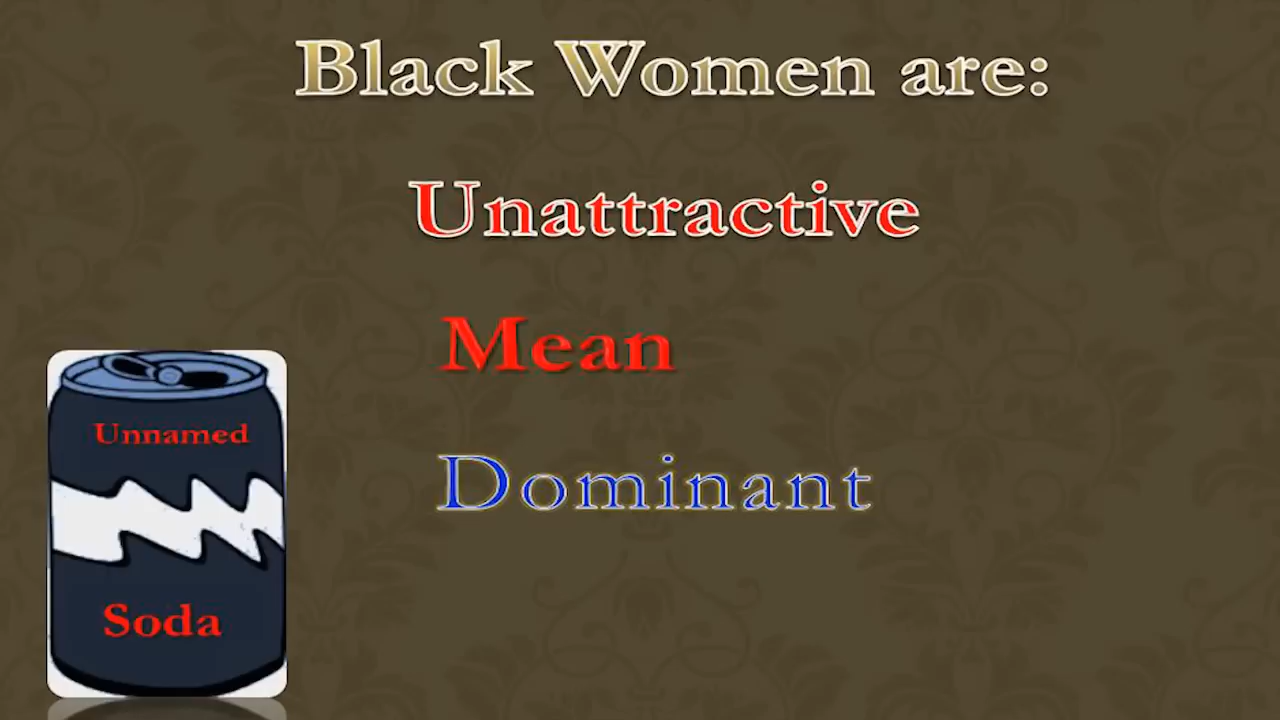 Black Women are:
Unattractive
Mean
Dominant
Unnamed
Soda